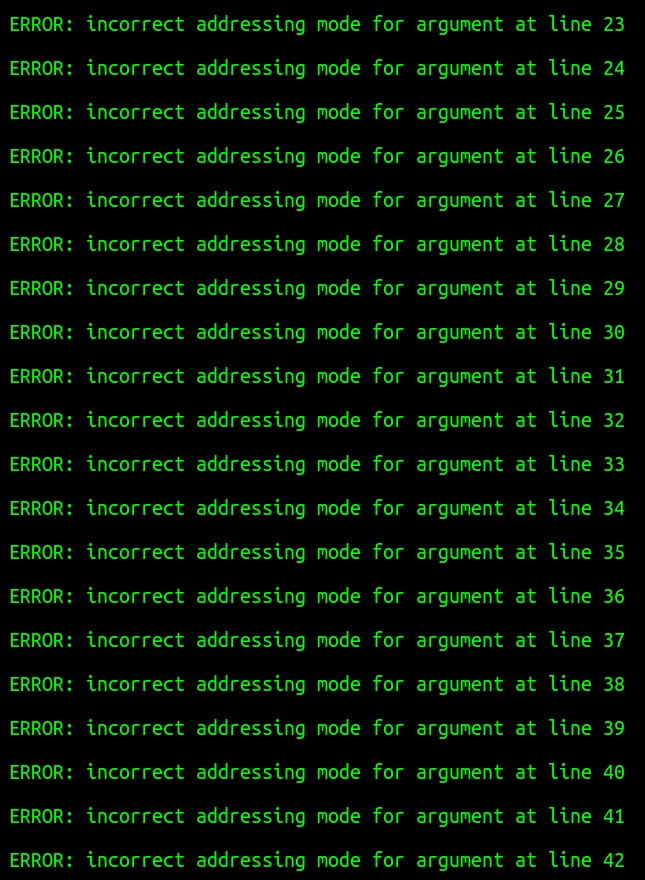 ERROR: incorrect addressing mode for argument at line 23
ERROR: incorrect addressing mode for argument at line 24
ERROR: incorrect addressing mode for argument at line 25
ERROR: incorrect addressing mode for argument at line 26
ERROR: incorrect addressing mode for argument at line 27
ERROR: incorrect addressing mode for argument at line 28
ERROR: incorrect addressing mode for argument at line 29
ERROR: incorrect addressing mode for argument at line 30
ERROR: incorrect addressing mode for argument at line 31
ERROR: incorrect addressing mode for argument at line 32
ERROR: incorrect addressing mode for argument at line 33
ERROR: incorrect addressing mode for argument at line 34
ERROR: incorrect addressing mode for argument at line 35
ERROR: incorrect addressing mode for argument at line 36
ERROR: incorrect addressing mode for argument at line 37
ERROR: incorrect addressing mode for argument at line 38
ERROR: incorrect addressing mode for argument at line 39
ERROR: incorrect addressing mode for argument at line 40
ERROR: incorrect addressing mode for argument at line 41
ERROR: incorrect addressing mode for argument at line 42